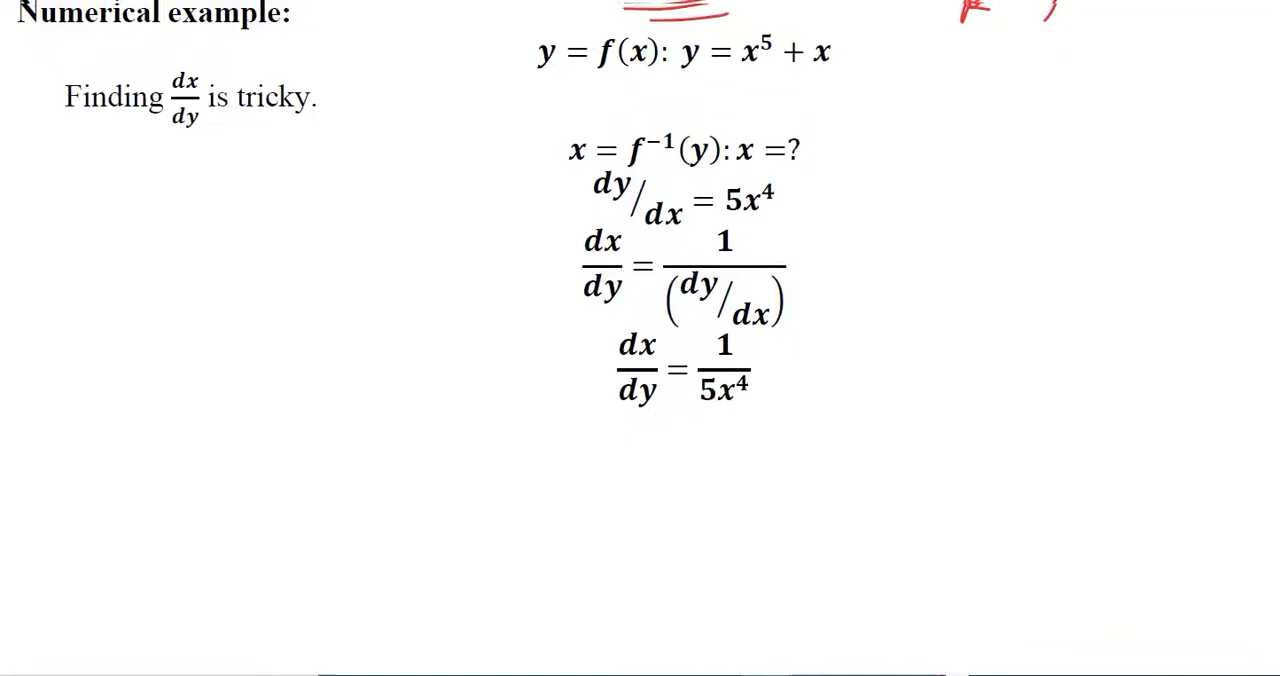 Numerical example:
y = f(x): y = x⁵ + x
Finding dx/dy is tricky.
x = f⁻¹(y): x =?
dy/dx = 5x⁴
dx/dy = 1/(dy/dx)
dx/dy = 1/5x⁴